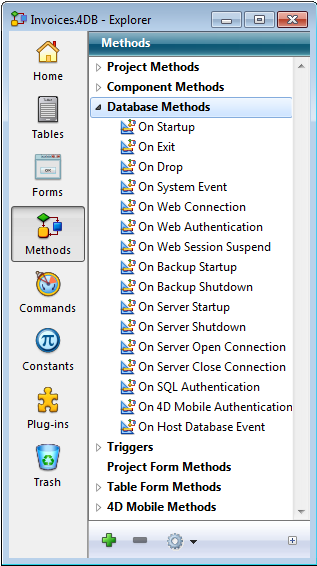 Invoices.4DB - Explorer
Home
Tables
Forms
Methods
Commands
Constants
Plug-ins
Trash
Methods
Project Methods
Component Methods
Database Methods
On Startup
On Exit
On Drop
On System Event
On Web Connection
On Web Authentication
On Web Session Suspend
On Backup Startup
On Backup Shutdown
On Server Startup
On Server Shutdown
On Server Open Connection
On Server Close Connection
On SQL Authentication
On 4D Mobile Authentication
On Host Database Event
Triggers
Project Form Methods
Table Form Methods
4D Mobile Methods